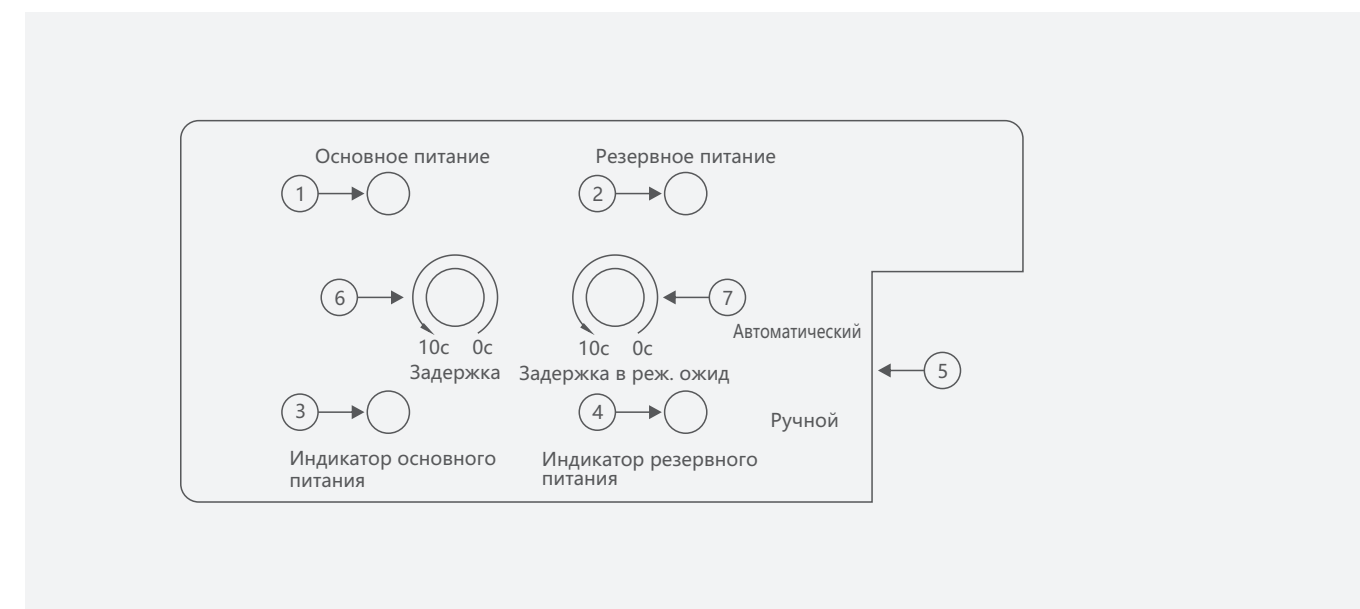 Основное питание
Резервное питание
1
2
6
7
Автоматический
10с 0с
10с 0с
Задержка
Задержка в реж. ожид
5
3
4
Ручной
Индикатор основного
питания
Индикатор резервного
питания